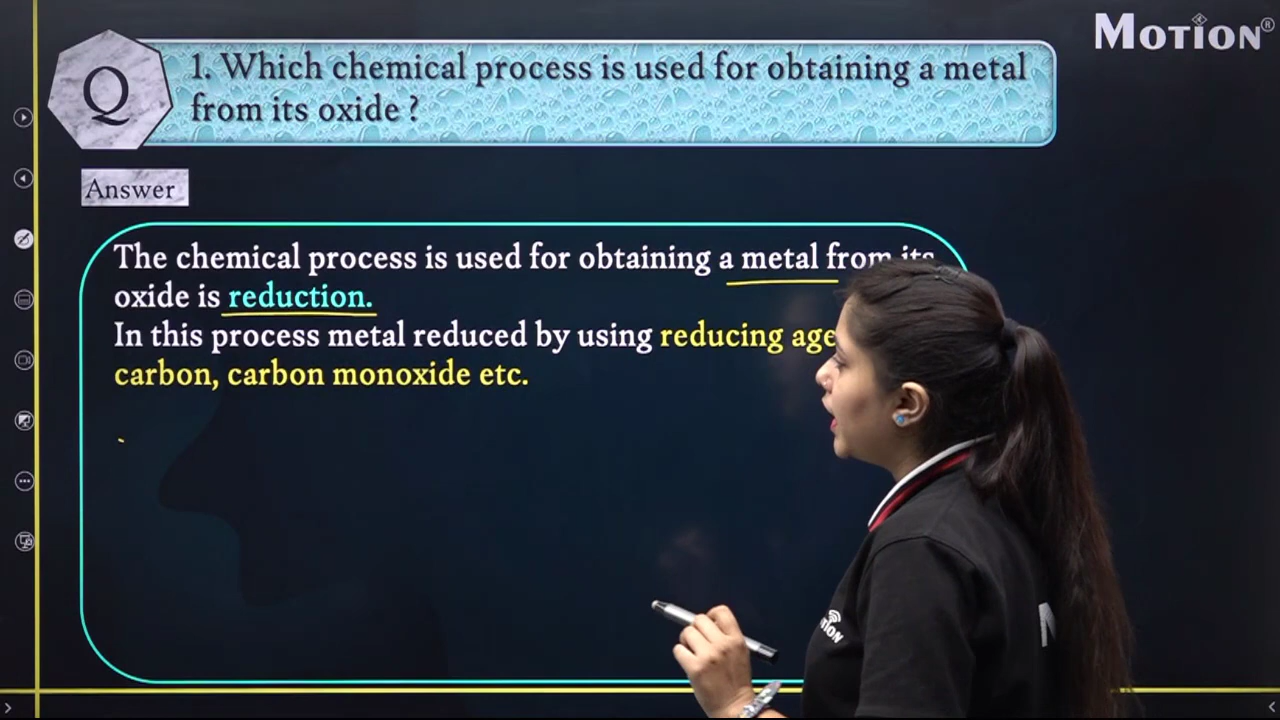 MOTION®
Q
1. Which chemical process is used for obtaining a metal
from its oxide ?
Answer
The chemical process is used for obtaining a metal from its
oxide is reduction.
In this process metal reduced by using reducing age
carbon, carbon monoxide etc.